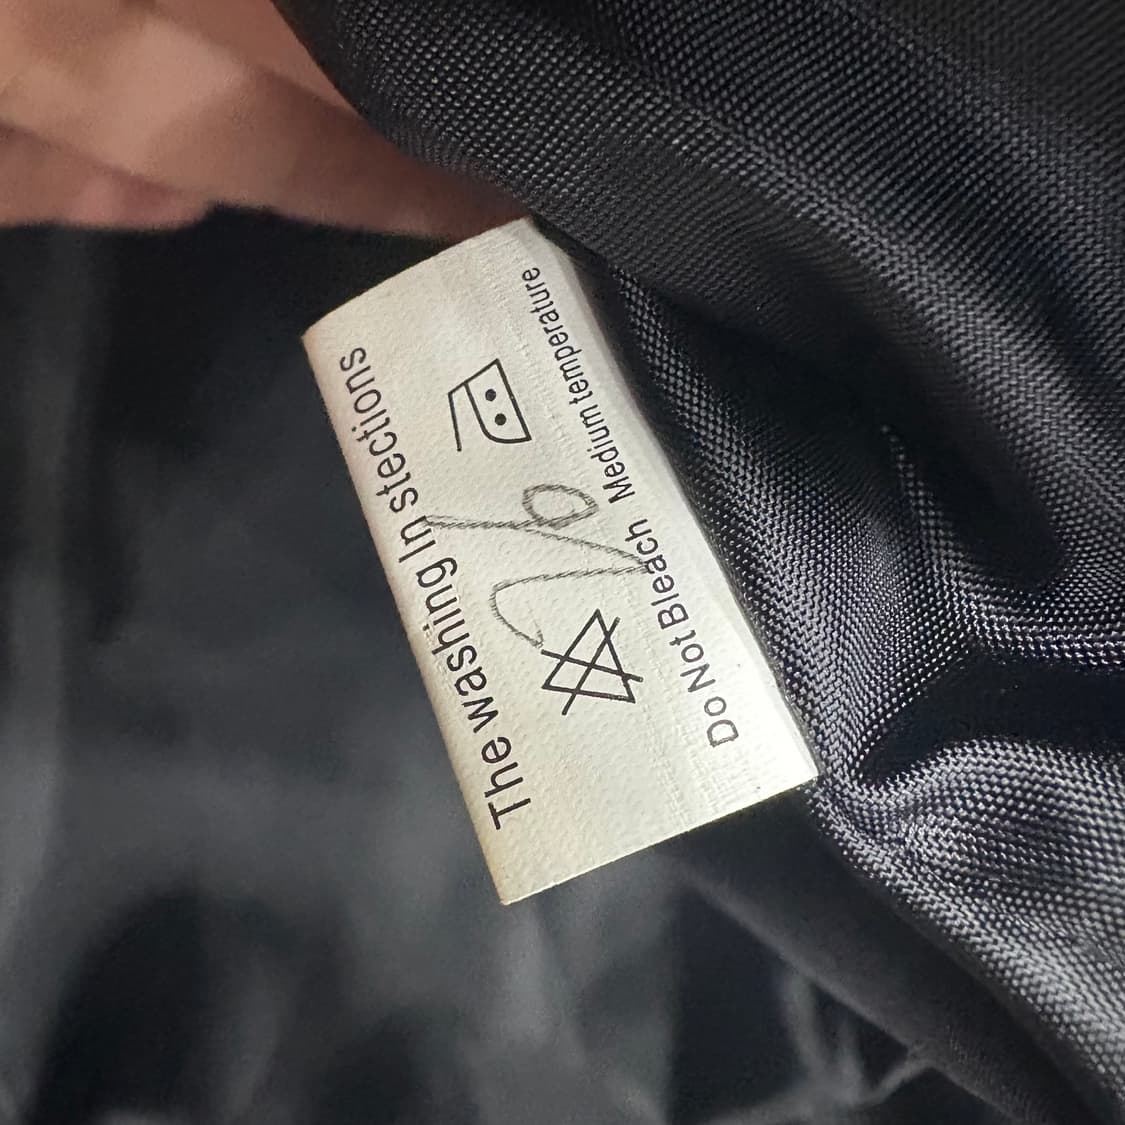 The washing In stections
Do Not Bleach Medium temperature